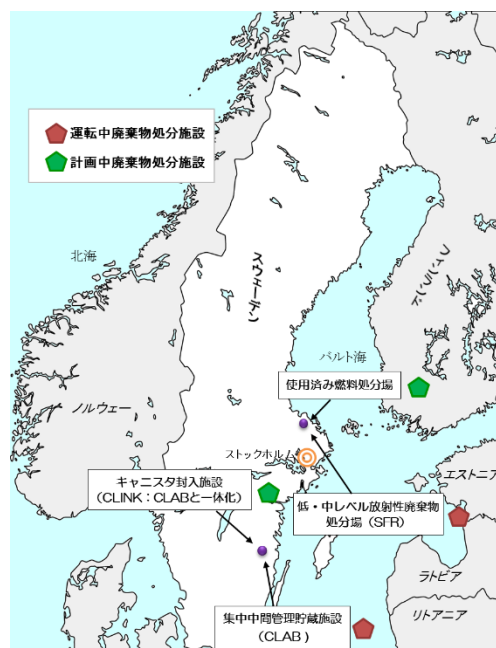 運転中廃棄物処分施設
計画中廃棄物処分施設
北海
スウェーデン
フィンランド
バルト海
使用済み燃料処分場
ノルウェー
ストックホルム
エストニア
キャニスタ封入施設
(CLINK:CLABと一体化)
低・中レベル放射性廃棄物
処分場(SFR)
ラトビア
リトアニア
集中中間管理貯蔵施設
(CLAB )